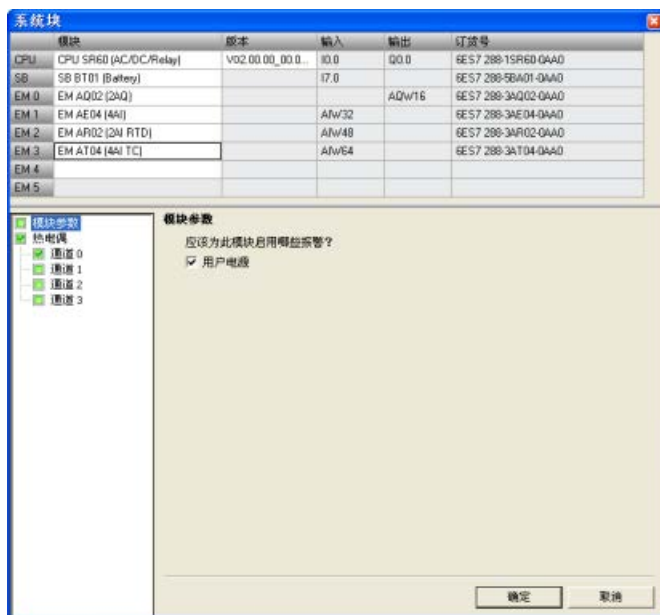 系统块
模块 版本 输入 输出 订货号
CPU CPU SR60 (AC/DC/Relay) V02.00.00_00.0... I0.0 Q0.0 6ES7 288-1SR60-0AA0
SB SB BT01 (Battery) I7.0 6ES7 288-5BA01-0AA0
EM 0 EM AQ02 (2AQ) AQW16 6ES7 288-3AQ02-0AA0
EM 1 EM AE04 (4AI) AIW32 6ES7 288-3AE04-0AA0
EM 2 EM AR02 (2AI RTD) AIW48 6ES7 288-3AR02-0AA0
EM 3 EM AT04 (4AI TC) AIW64 6ES7 288-3AT04-0AA0
EM 4
EM 5
模块参数
热电偶
通道 0
通道 1
通道 2
通道 3
模块参数
应该为此模块启用哪些报警？
用户电源
确定 取消